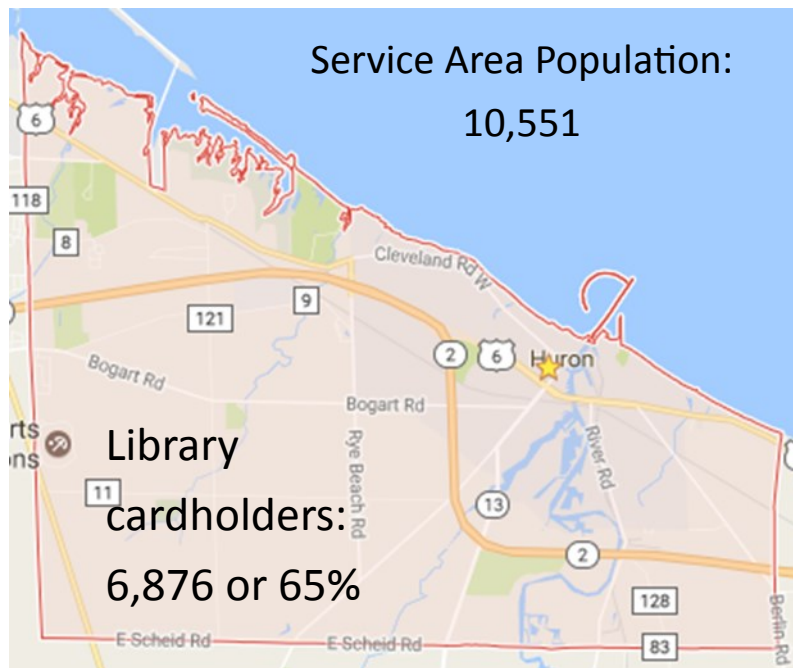 Service Area Population:
10,551
6
118
8
Cleveland Rd W
9
121
2
6
Huron
Bogart Rd
Bogart Rd
rts
ns
Library
cardholders:
6,876 or 65%
Rye Beach Rd
River Rd
11
13
2
128
Berlin Rd
E Scheid Rd
E Scheid Rd
83